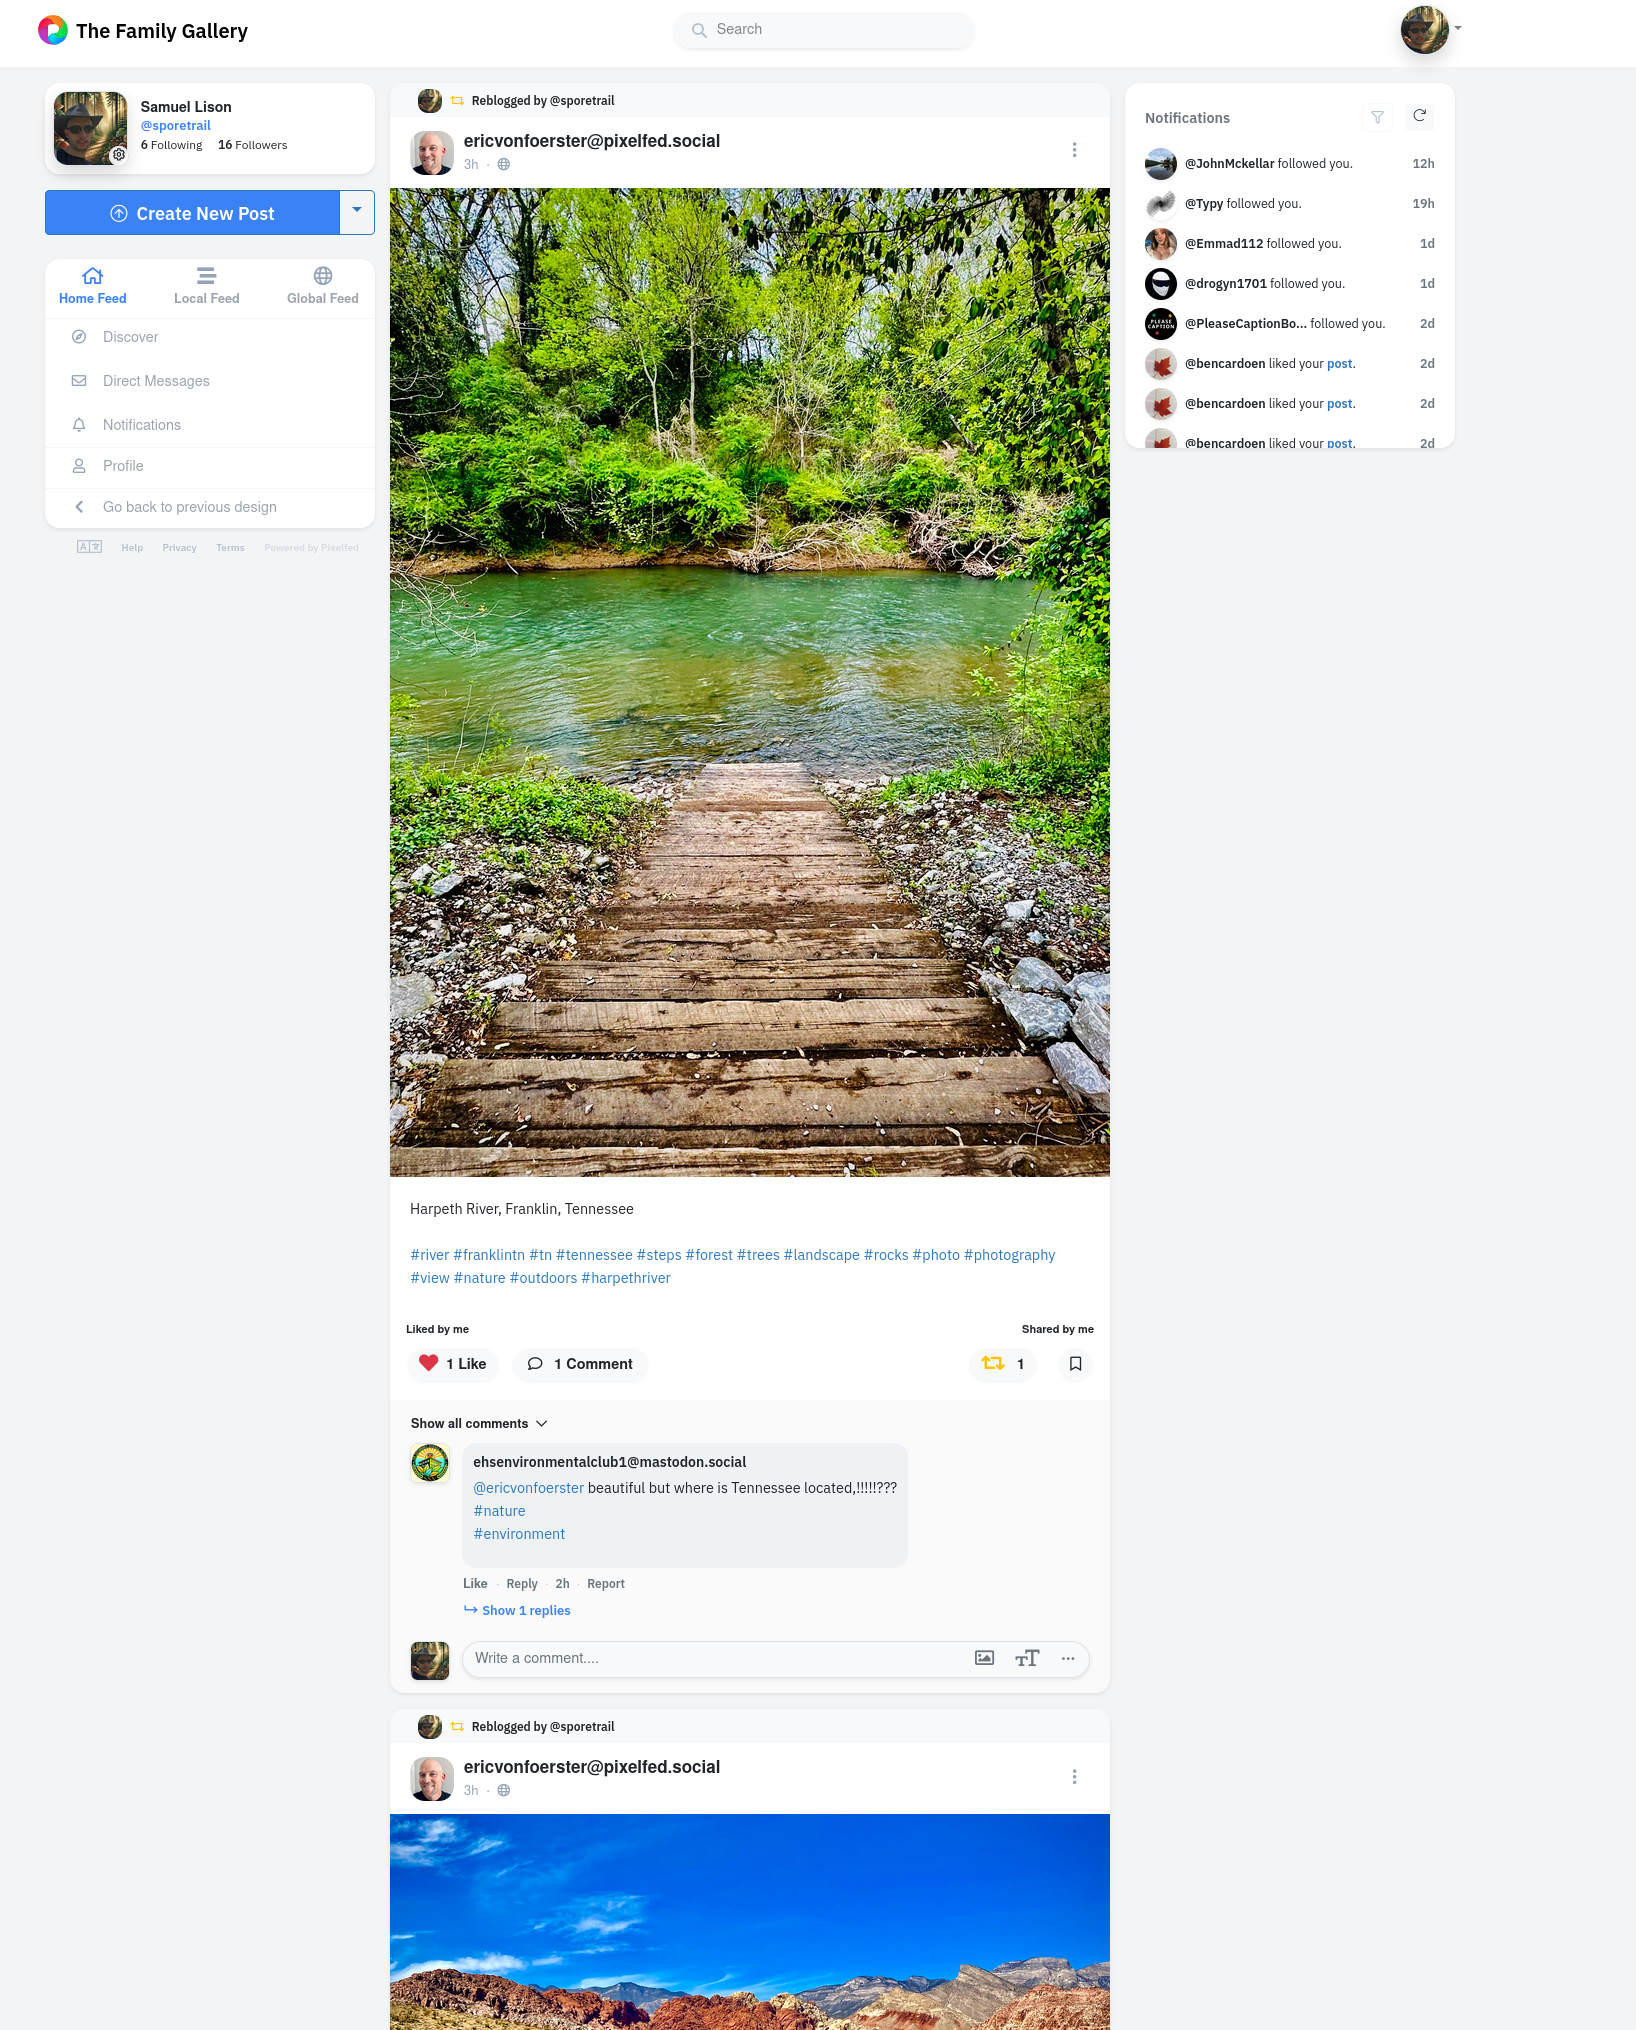 The Family Gallery
Search
Samuel Lison
@sporetrail
6 Following 16 Followers
Create New Post
Home Feed
Local Feed
Global Feed
Discover
Direct Messages
Notifications
Profile
Go back to previous design
Help Privacy Terms Powered by Pixelfed
Reblogged by @sporetrail
ericvonfoerster@pixelfed.social
3h ·
Harpeth River, Franklin, Tennessee
#river #franklintn #tn #tennessee #steps #forest #trees #landscape #rocks #photo #photography
#view #nature #outdoors #harpethriver
Liked by me
Shared by me
1 Like
1 Comment
1
Show all comments
ehsenvironmentalclub1@mastodon.social
@ericvonfoerster beautiful but where is Tennessee located,!!!!!???
#nature
#environment
Like · Reply · 2h · Report
Show 1 replies
Write a comment....
Reblogged by @sporetrail
ericvonfoerster@pixelfed.social
3h ·
Notifications
@JohnMckellar followed you. 12h
@Typy followed you. 19h
@Emmad112 followed you. 1d
@drogyn1701 followed you. 1d
PLEASE
CAPTION
@PleaseCaptionBo... followed you. 2d
@bencardoen liked your post. 2d
@bencardoen liked your post. 2d
@bencardoen liked your post. 2d